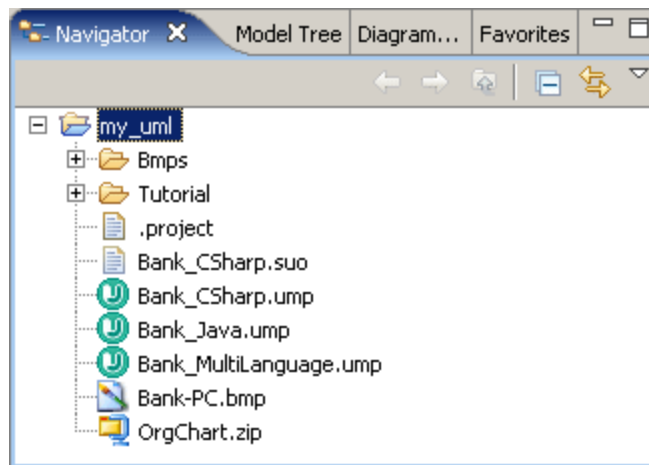 Navigator Model Tree Diagram... Favorites
my_uml
Bmps
Tutorial
.project
Bank_CSharp.suo
Bank_CSharp.ump
Bank_Java.ump
Bank_MultiLanguage.ump
Bank-PC.bmp
OrgChart.zip